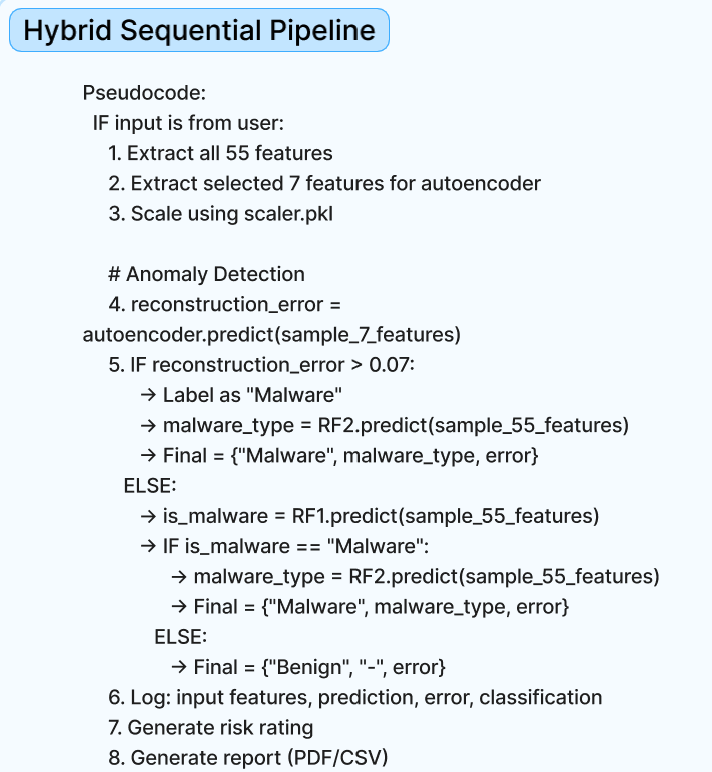 Hybrid Sequential Pipeline
Pseudocode:
IF input is from user:
1. Extract all 55 features
2. Extract selected 7 features for autoencoder
3. Scale using scaler.pkl
# Anomaly Detection
4. reconstruction_error =
autoencoder.predict(sample_7_features)
5. IF reconstruction_error > 0.07:
→ Label as "Malware"
→ malware_type = RF2.predict(sample_55_features)
→ Final = {"Malware", malware_type, error}
ELSE:
→ is_malware = RF1.predict(sample_55_features)
→ IF is_malware == "Malware":
→ malware_type = RF2.predict(sample_55_features)
→ Final = {"Malware", malware_type, error}
ELSE:
→ Final = {"Benign", "-", error}
6. Log: input features, prediction, error, classification
7. Generate risk rating
8. Generate report (PDF/CSV)